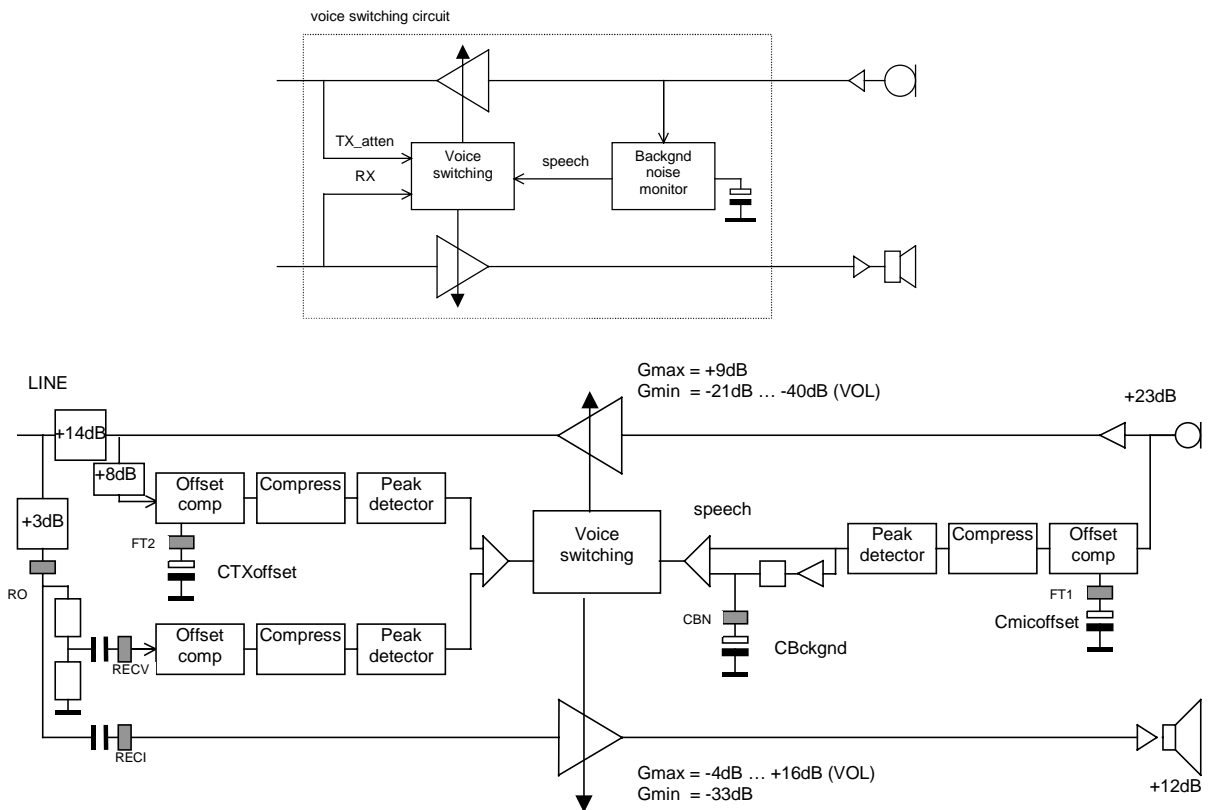 voice switching circuit
TX_atten
RX
Voice
switching
speech
Backgnd
noise
monitor
LINE
Gmax = +9dB
Gmin = -21dB … -40dB (VOL)
+23dB
+14dB
+8dB
+3dB
Offset
comp
Compress
Peak
detector
FT2
CTXoffset
RO
Voice
switching
speech
Peak
detector
Compress
Offset
comp
CBN
CBckgnd
FT1
Cmicoffset
Offset
comp
Compress
Peak
detector
RECV
RECI
Gmax = -4dB … +16dB (VOL)
Gmin = -33dB
+12dB